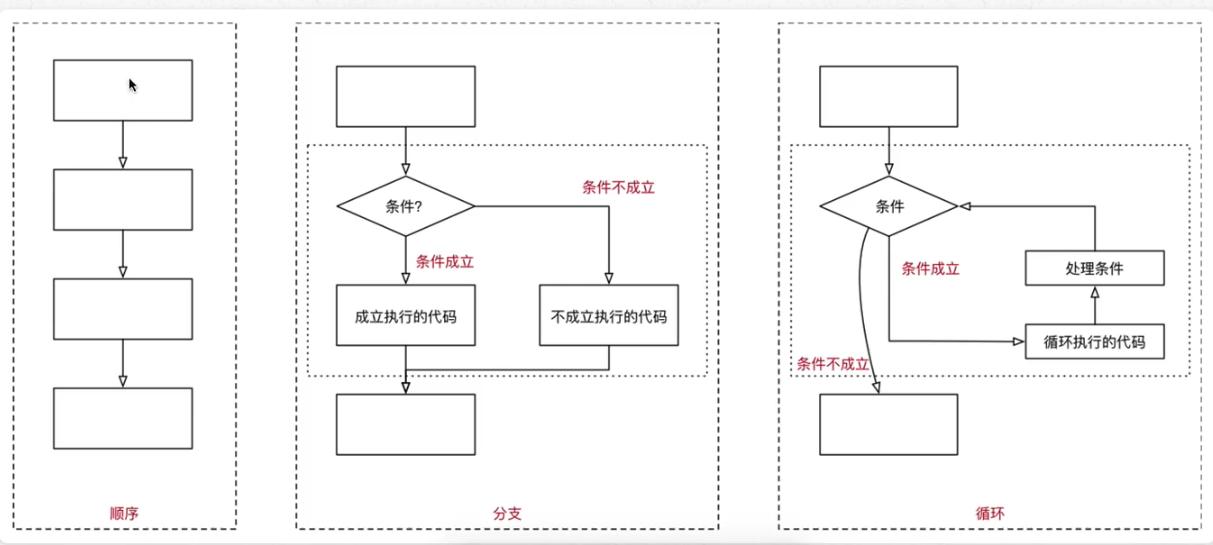 顺序
条件?
条件不成立
条件成立
成立执行的代码
不成立执行的代码
分支
条件
条件成立
处理条件
循环执行的代码
条件不成立
循环